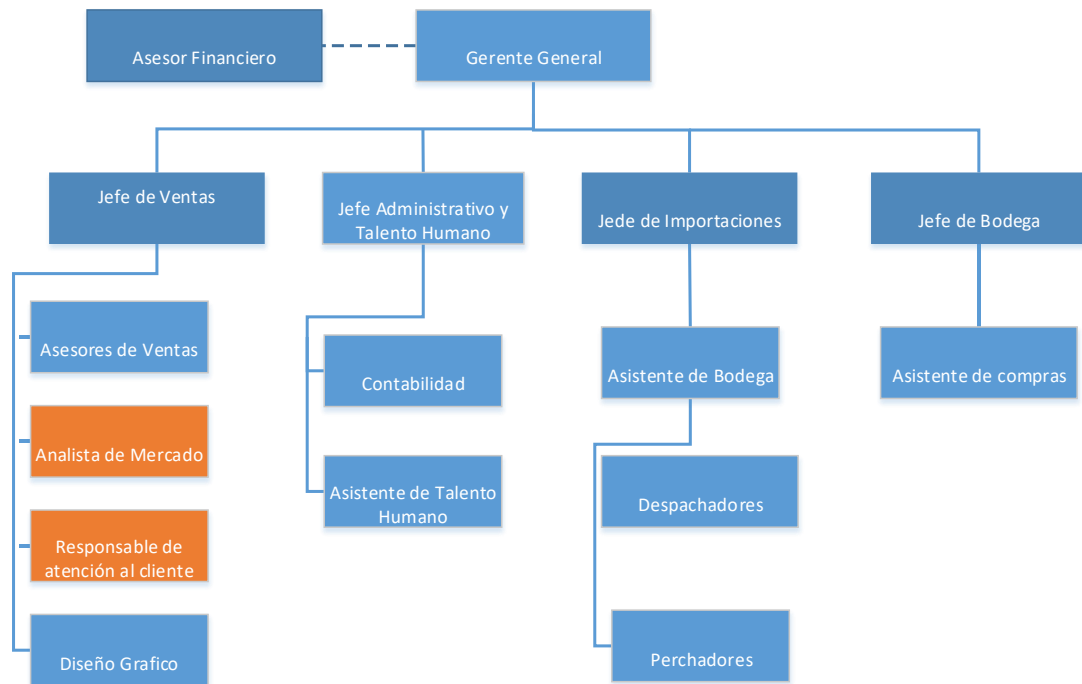 Asesor Financiero
Gerente General
Jefe de Ventas
Jefe Administrativo y
Talento Humano
Jede de Importaciones
Jefe de Bodega
Asesores de Ventas
Contabilidad
Asistente de Bodega
Asistente de compras
Analista de Mercado
Asistente de Talento
Humano
Despachadores
Responsable de
atención al cliente
Diseño Grafico
Perchadores